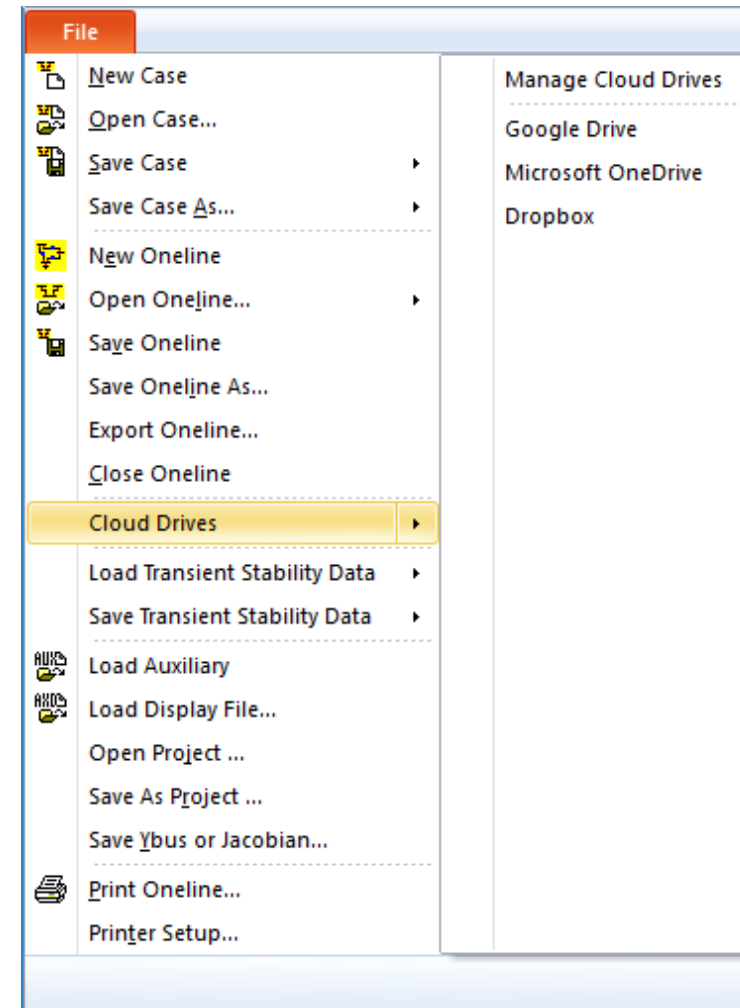 File
New Case
Open Case...
Save Case
Save Case As...
New Oneline
Open Oneline...
Save Oneline
Save Oneline As...
Export Oneline...
Close Oneline
Cloud Drives
Load Transient Stability Data
Save Transient Stability Data
AUX
Load Auxiliary
AXD
Load Display File...
Open Project ...
Save As Project ...
Save Ybus or Jacobian...
Print Oneline...
Printer Setup...
Manage Cloud Drives
Google Drive
Microsoft OneDrive
Dropbox